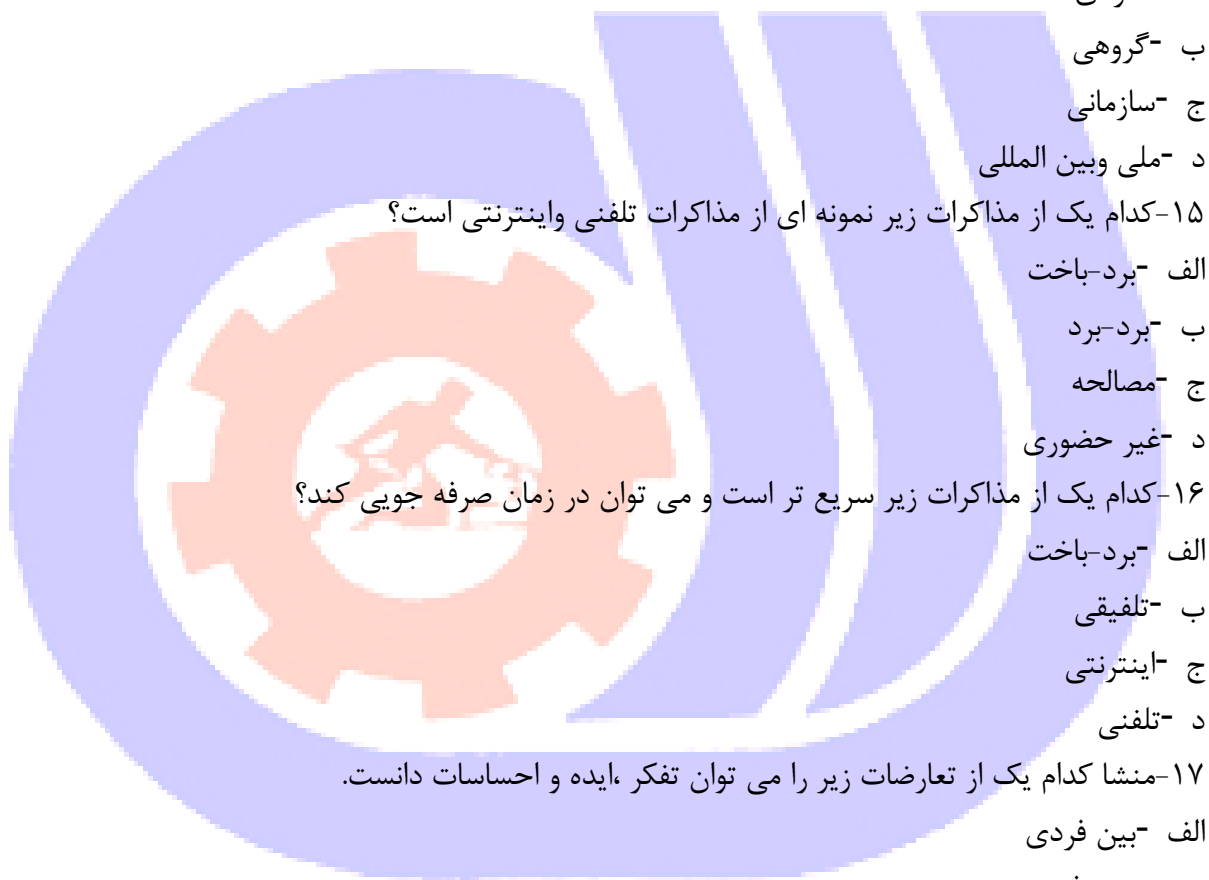 ب -گروهی
ج -سازمانی
د -ملی وبین المللی
۱۵-کدام یک از مذاکرات زیر نمونه ای از مذاکرات تلفنی واینترنتی است؟
الف -برد-باخت
ب -برد-برد
ج -مصالحه
د -غیر حضوری
۱۶-کدام یک از مذاکرات زیر سریع تر است و می توان در زمان صرفه جویی کند؟
الف -برد-باخت
ب -تلفیقی
ج -اینترنتی
د -تلفنی
۱۷-منشا کدام یک از تعارضات زیر را می توان تفکر ،ایده و احساسات دانست.
الف -بین فردی